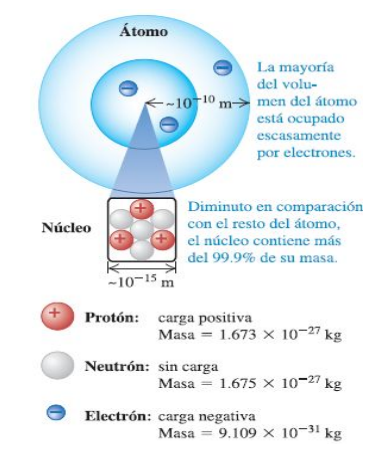 Átomo
La mayoría
del volu-
~10⁻¹⁰ m men del átomo
está ocupado
escasamente
por electrones.
Diminuto en comparación
Núcleo con el resto del átomo,
el núcleo contiene más
del 99.9% de su masa.
~10⁻¹⁵ m
Protón: carga positiva
Masa = 1.673 × 10⁻²⁷ kg
Neutrón: sin carga
Masa = 1.675 × 10⁻²⁷ kg
Electrón: carga negativa
Masa = 9.109 × 10⁻³¹ kg